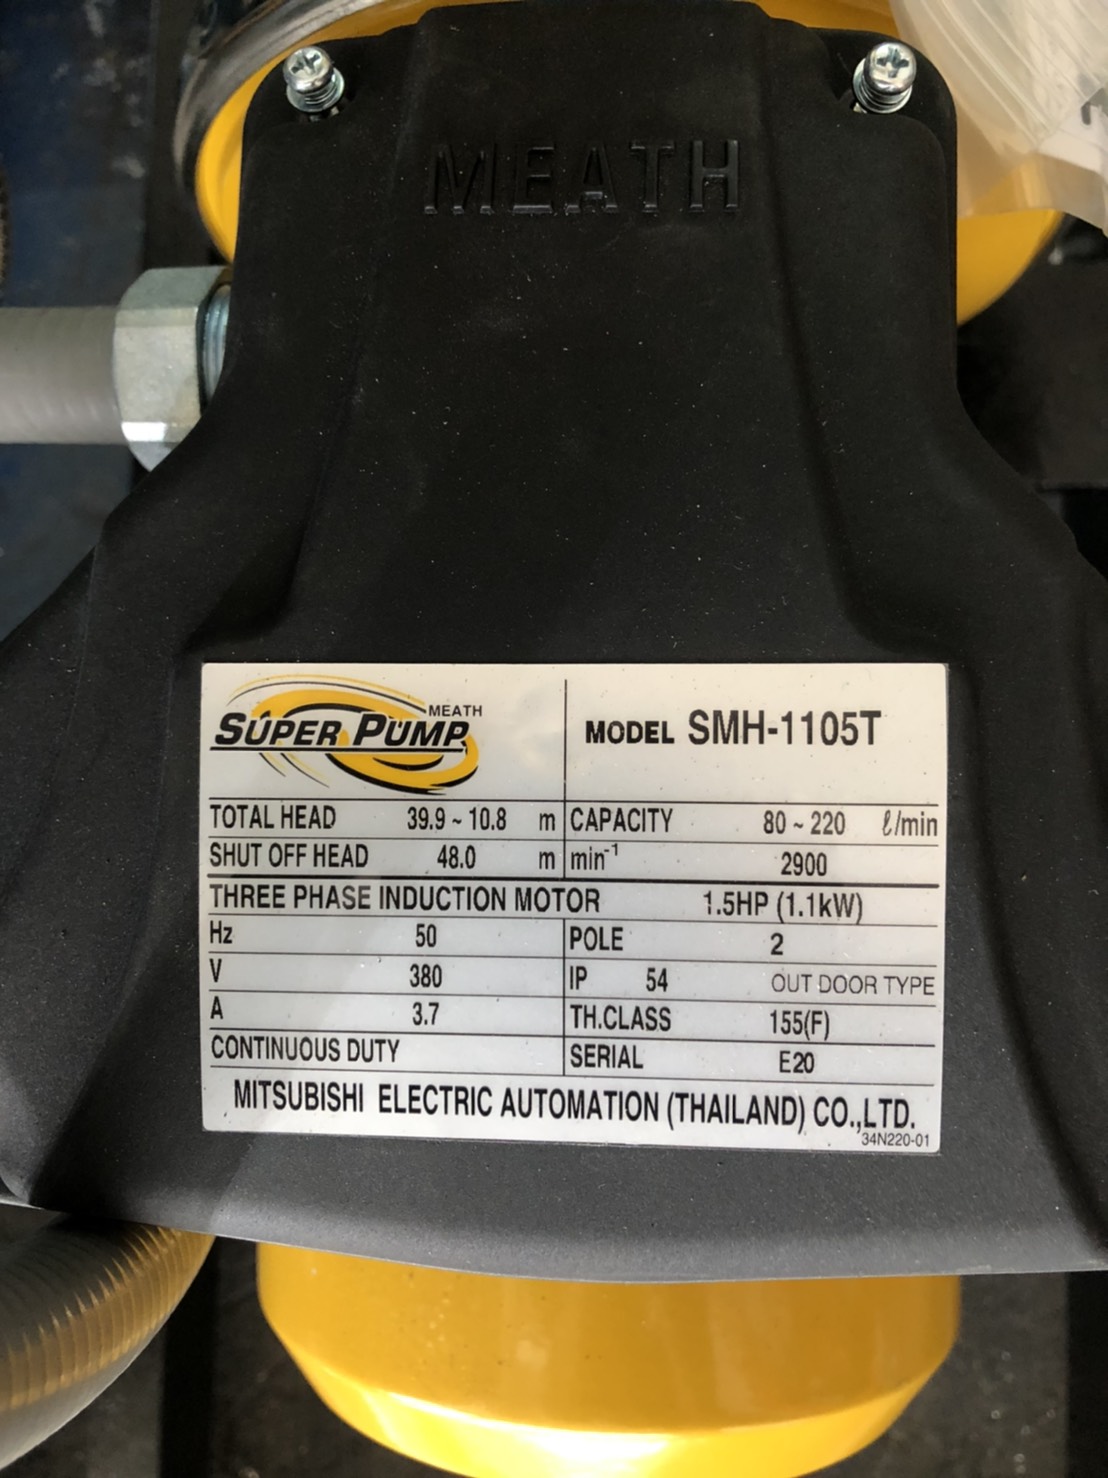 MEATH
MEATH
SUPER PUMP
MODEL SMH-1105T
TOTAL HEAD 39.9 ~ 10.8 m CAPACITY 80 ~ 220 ℓ/min
SHUT OFF HEAD 48.0 m min⁻¹ 2900
THREE PHASE INDUCTION MOTOR 1.5HP (1.1kW)
Hz 50 POLE 2
V 380 IP 54 OUT DOOR TYPE
A 3.7 TH.CLASS 155(F)
CONTINUOUS DUTY SERIAL E20
MITSUBISHI ELECTRIC AUTOMATION (THAILAND) CO.,LTD.
34N220-01